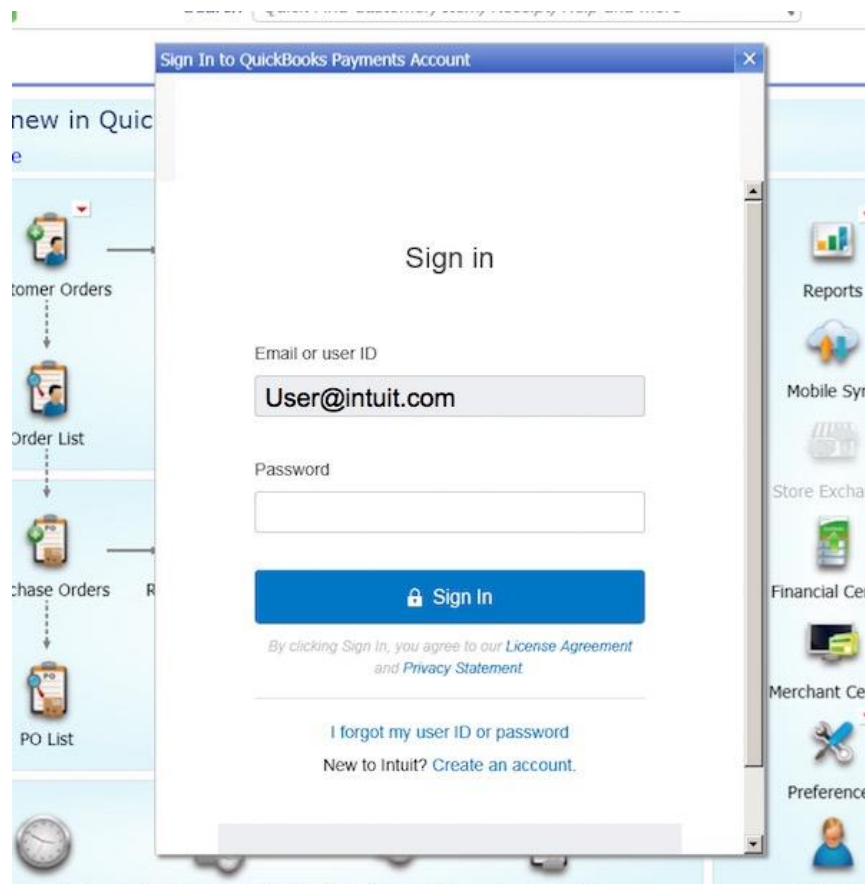 Sign In to QuickBooks Payments Account
new in Quic
e
tomer Orders
Order List
chase Orders
R
PO List
Sign in
Email or user ID
User@intuit.com
Password
Sign In
By clicking Sign In, you agree to our License Agreement
and Privacy Statement
I forgot my user ID or password
New to Intuit? Create an account.
Reports
Mobile Syn
Store Excha
Financial Cen
Merchant Ce
Preference